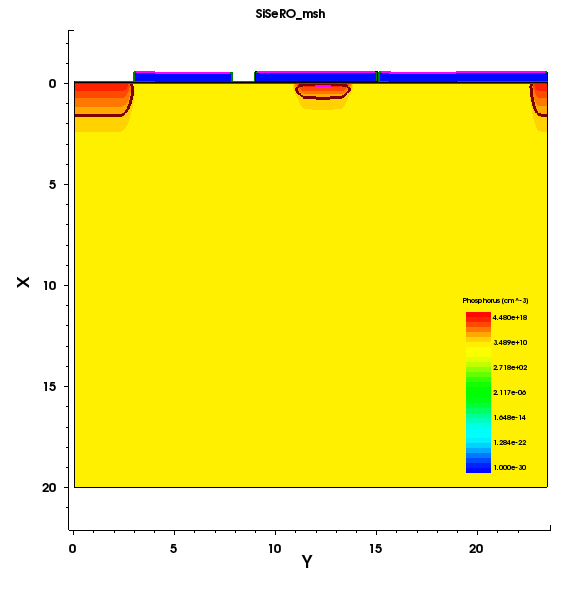 SiSeRO_msh
0
5
10
15
20
X
Phosphorus (cm^-3)
4.480e+18
3.489e+10
2.718e+02
2.117e-06
1.648e-14
1.284e-22
1.000e-30
0 5 10 15 20
Y